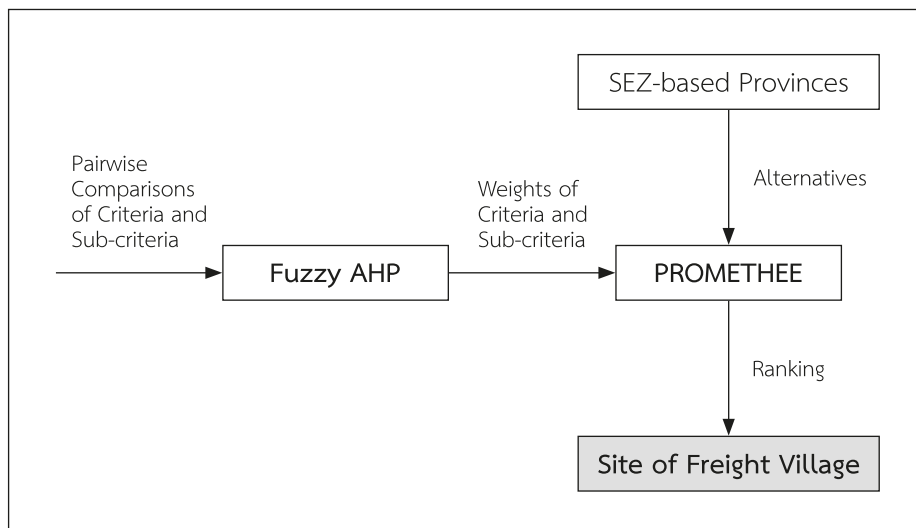 SEZ-based Provinces
Pairwise
Comparisons
of Criteria and
Sub-criteria
Weights of
Criteria and
Sub-criteria
Alternatives
Fuzzy AHP
PROMETHEE
Ranking
Site of Freight Village